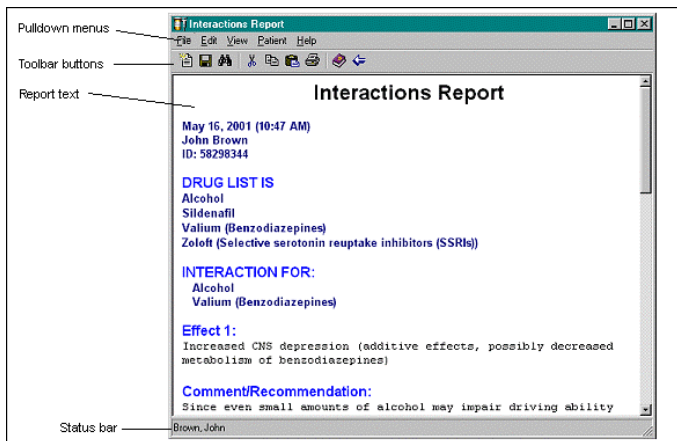 Interactions Report
Pulldown menus
File Edit View Patient Help
Toolbar buttons
Report text
Interactions Report
May 16, 2001 (10:47 AM)
John Brown
ID: 58298344
DRUG LIST IS
Alcohol
Sildenafil
Valium (Benzodiazepines)
Zoloft (Selective serotonin reuptake inhibitors (SSRIs))
INTERACTION FOR:
Alcohol
Valium (Benzodiazepines)
Effect 1:
Increased CNS depression (additive effects, possibly decreased
metabolism of benzodiazepines)
Comment/Recommendation:
Since even small amounts of alcohol may impair driving ability
Status bar
Brown, John